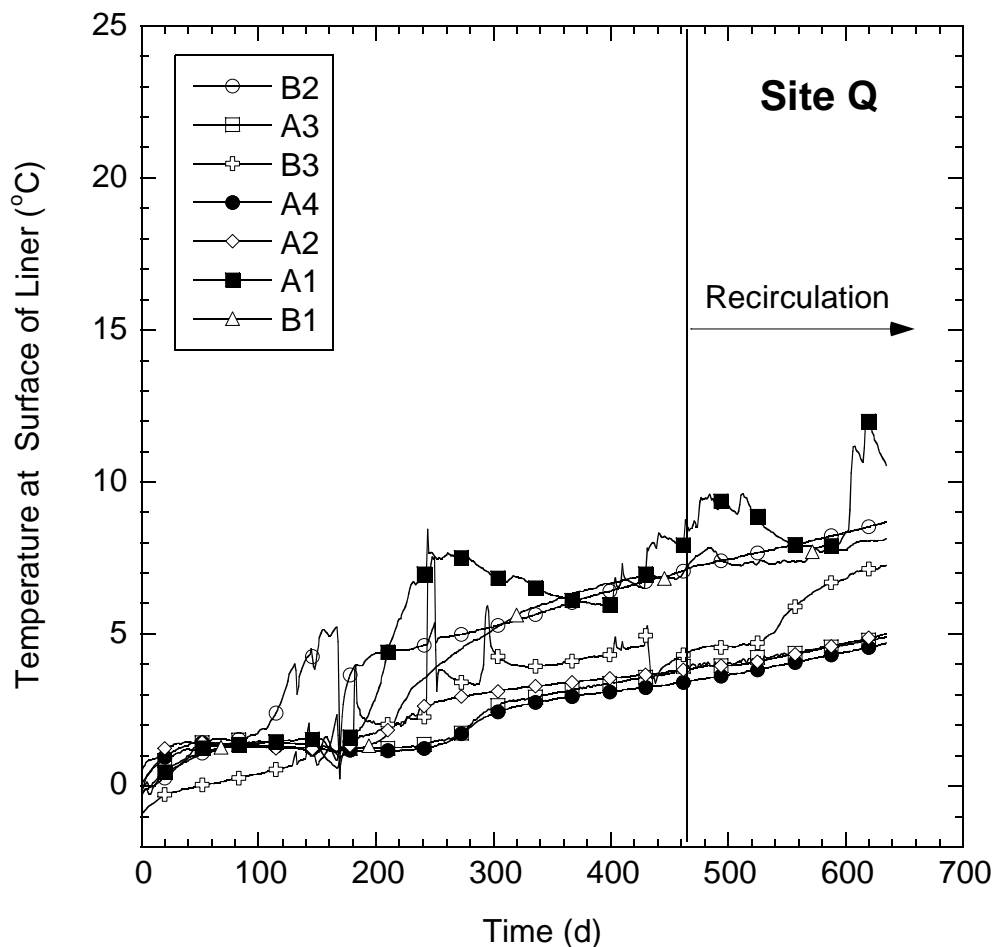 25
20
15
10
5
0
Temperature at Surface of Liner (°C)
B2
A3
B3
A4
A2
A1
B1
Site Q
Recirculation
0 100 200 300 400 500 600 700
Time (d)